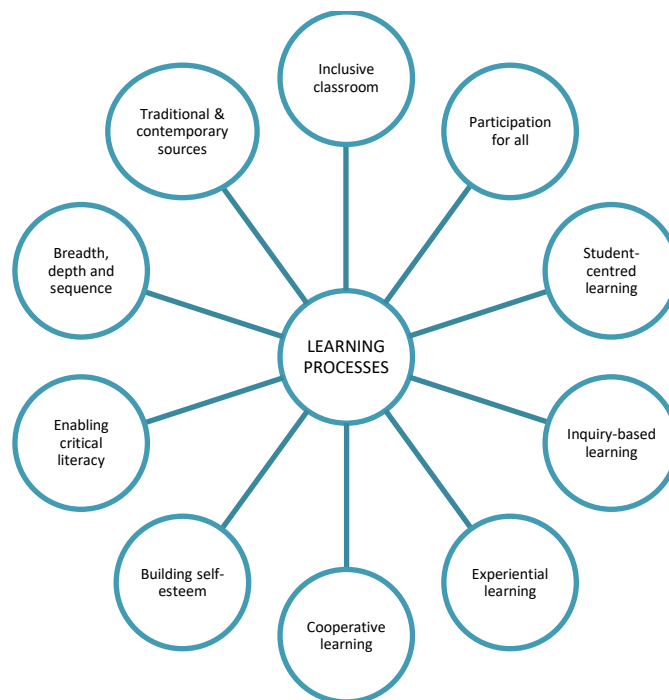 Inclusive
classroom
Participation
for all
Student-
centred
learning
Inquiry-based
learning
Experiential
learning
Cooperative
learning
Building self-
esteem
Enabling
critical
literacy
Breadth,
depth and
sequence
Traditional &
contemporary
sources
LEARNING
PROCESSES